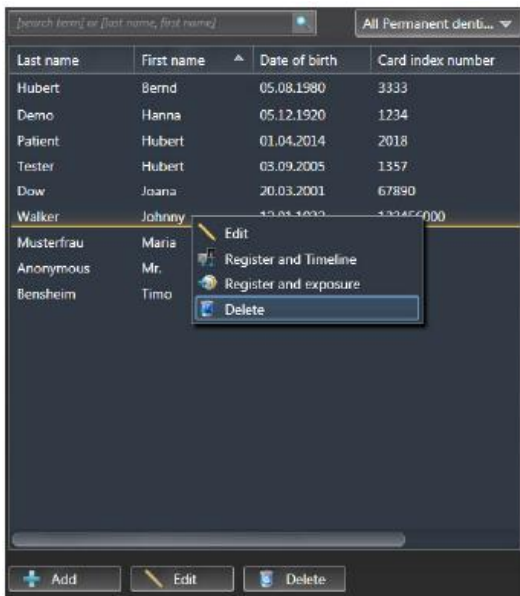 [search term] or [last name, first name] All Permanent denti...
Last name First name Date of birth Card index number
Hubert Bernd 05.08.1980 3333
Demo Hanna 05.12.1920 1234
Patient Hubert 01.04.2014 2018
Tester Hubert 03.09.2005 1357
Dow Joana 20.03.2001 67890
Walker Johnny
Edit
Musterfrau Maria
Register and Timeline
Anonymous Mr.
Register and exposure
Bensheim Timo
Delete
Add Edit Delete